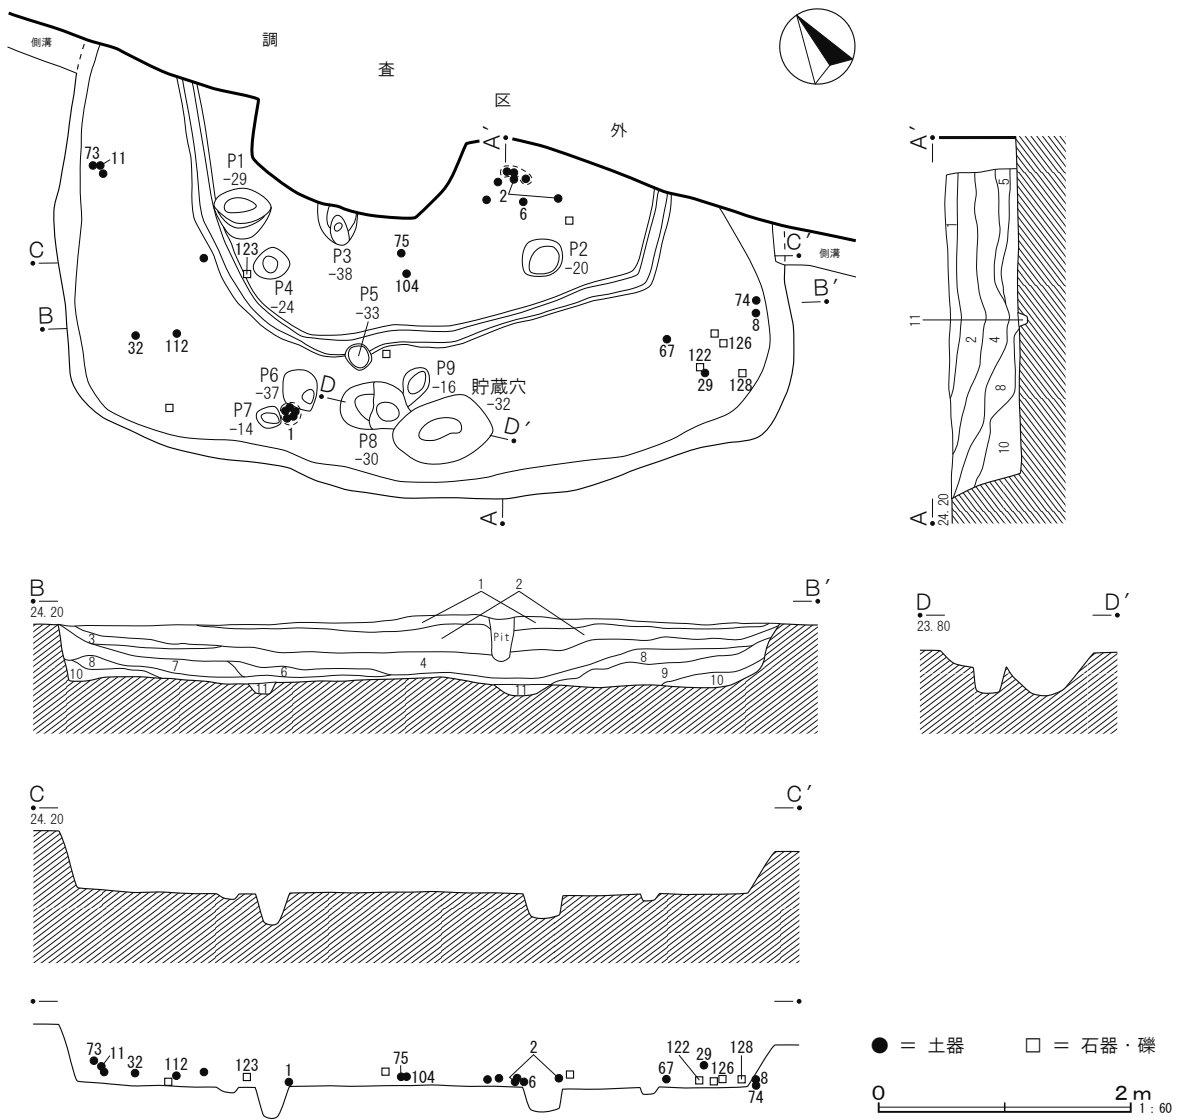 調
査
区
外
側溝
側溝
73 11
P1
-29
123
P4
-24
P3
-38
75
104
P5
-33
2
6
P2
-20
A′
A
B
B′
C
C′
D
D′
32
112
P6
-37
P7
-14
1
P8
-30
P9
-16
貯蔵穴
-32
74
8
67
126
122
29
128
A′
A
24.20
1
2
4
5
8
10
11
B
24.20
B′
1
2
3
8
10
7
6
11
4
Pit
11
8
9
10
D
23.80
D′
C
24.20
C′
73
11
32
112
123
1
75
104
2
6
67
122
29
126
128
8
74
● = 土器
□ = 石器・礫
0
2m
1:60